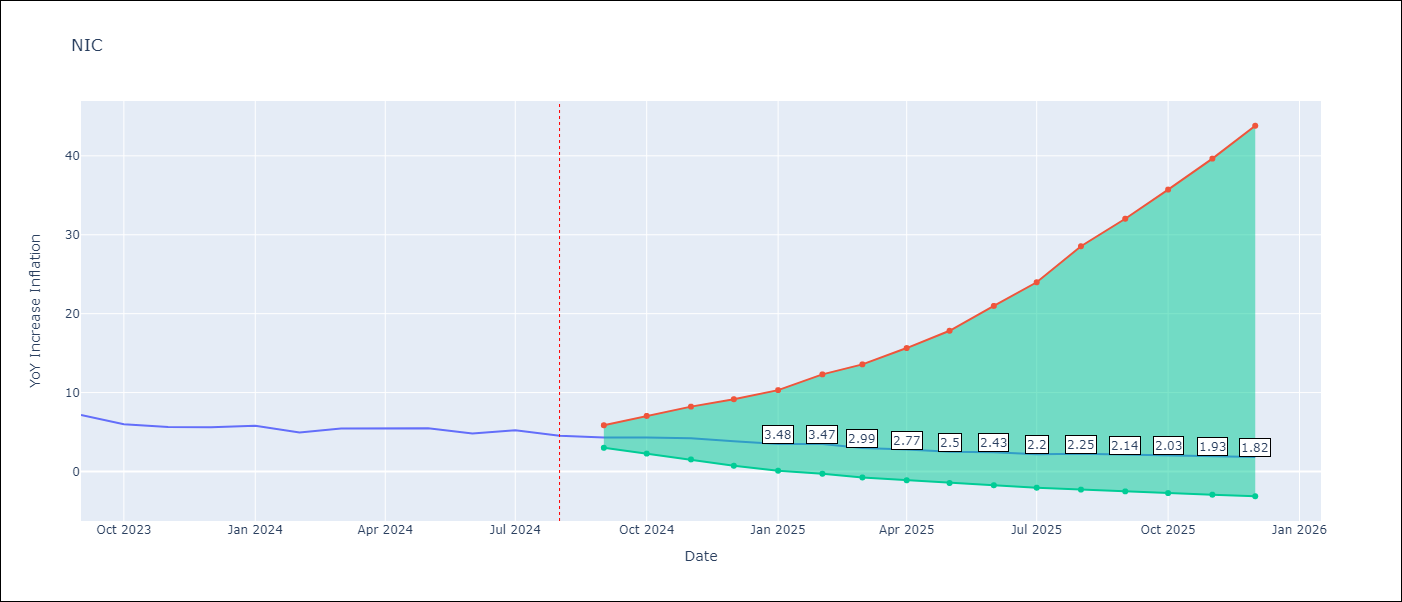 NIC
YoY Increase Inflation
40
30
20
10
0
3.48 3.47 2.99 2.77 2.5 2.43 2.2 2.25 2.14 2.03 1.93 1.82
Oct 2023 Jan 2024 Apr 2024 Jul 2024 Oct 2024 Jan 2025 Apr 2025 Jul 2025 Oct 2025 Jan 2026
Date